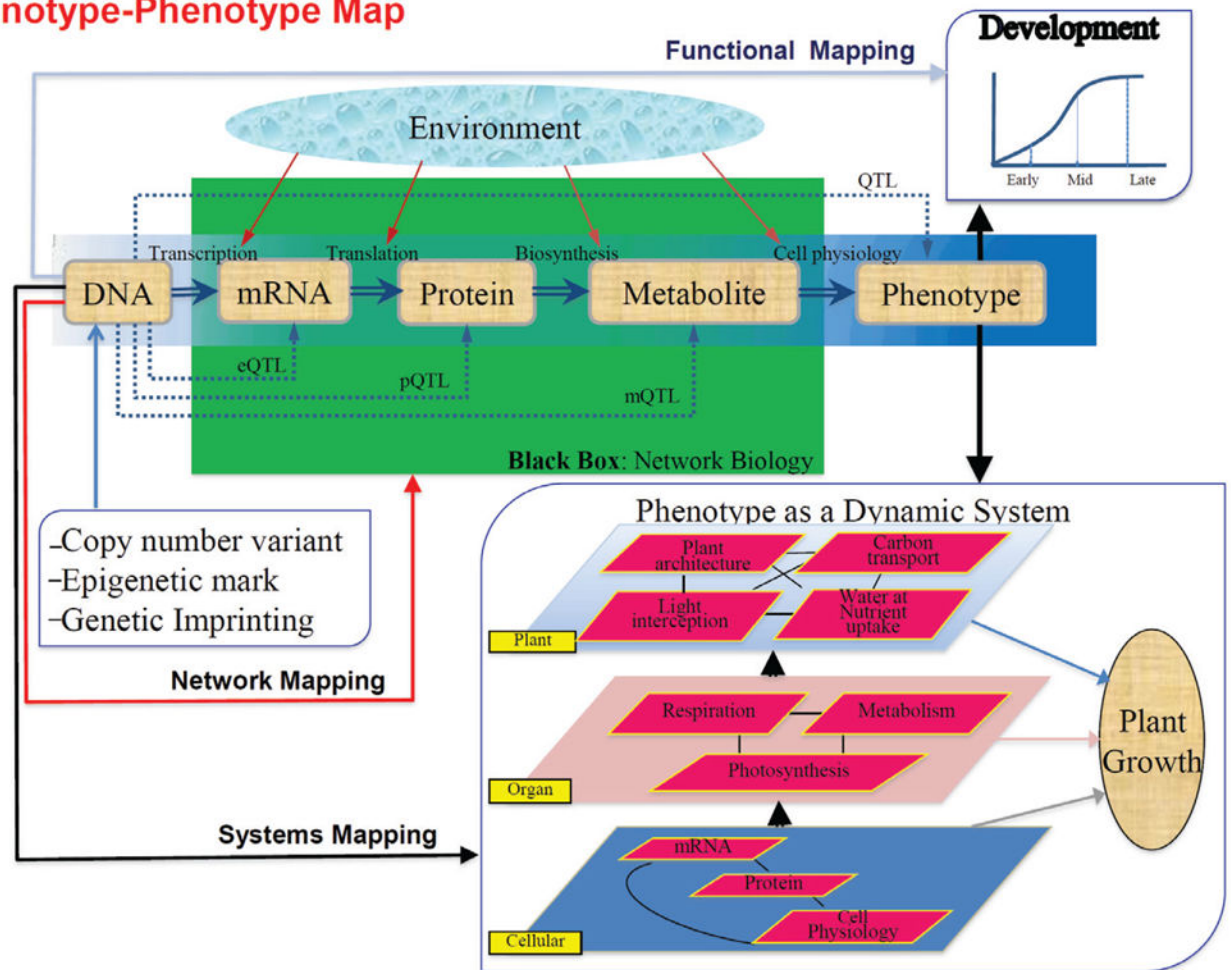 notype-Phenotype Map
Functional Mapping
Development
Early Mid Late
Environment
QTL
Transcription Translation Biosynthesis Cell physiology
DNA mRNA Protein Metabolite Phenotype
eQTL
pQTL
mQTL
Black Box: Network Biology
-Copy number variant
-Epigenetic mark
-Genetic Imprinting
Network Mapping
Systems Mapping
Phenotype as a Dynamic System
Plant
architecture
Carbon
transport
Light
interception
Water at
Nutrient
uptake
Plant
Respiration
Metabolism
Photosynthesis
Organ
mRNA
Protein
Cell
Physiology
Cellular
Plant
Growth